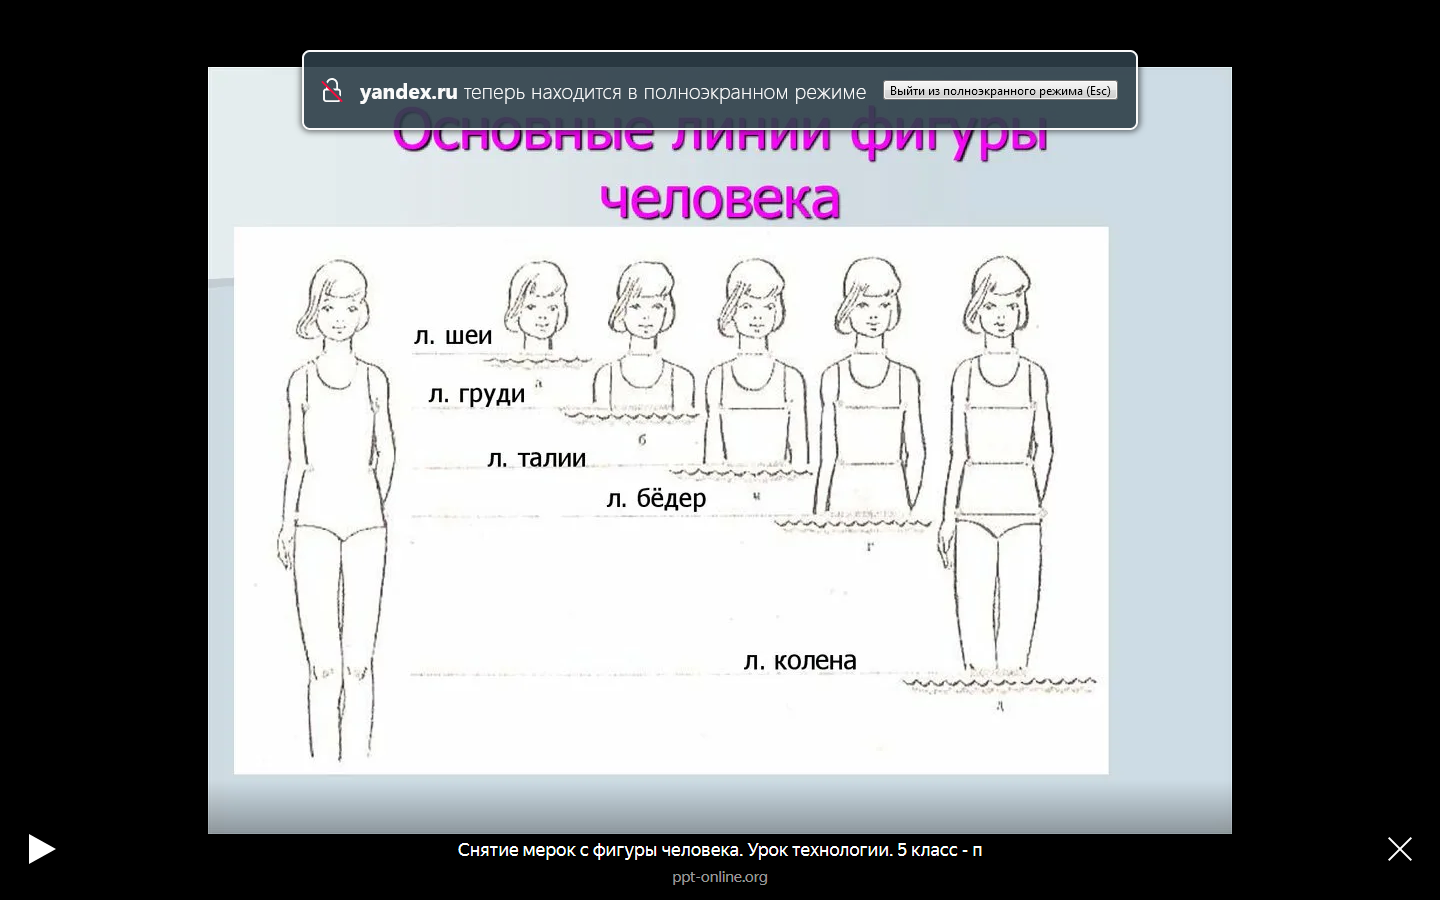 yandex.ru теперь находится в полноэкранном режиме
Выйти из полноэкранного режима (Esc)
Основные линии фигуры
человека
л. шеи
а
л. груди
б
л. талии
л. бёдер
г
л. колена
д
Снятие мерок с фигуры человека. Урок технологии. 5 класс - п
ppt-online.org